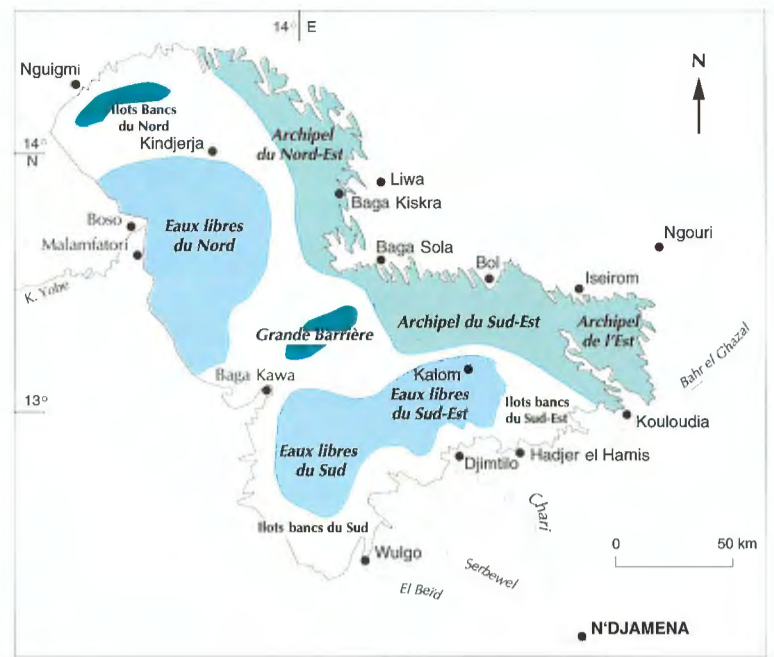 14° E
N
Nguigmi
Ilots Bancs
du Nord
Kindjerja
14°
N
Archipel
du Nord-Est
Liwa
Baga Kiskra
Boso
Malamfatori
Eaux libres
du Nord
Ngouri
Baga Sola
Bol
Iseirom
K. Yobe
Grande Barrière
Archipel du Sud-Est
Archipel
de l'Est
Bahr el Ghazal
Baga Kawa
Kalom
Eaux libres
du Sud-Est
Ilots bancs
du Sud-Est
13°
Kouloudia
Eaux libres
du Sud
Djimtilo
Hadjer el Hamis
Chari
Ilots bancs du Sud
Wulgo
0 50 km
Serbewel
El Beïd
N'DJAMENA